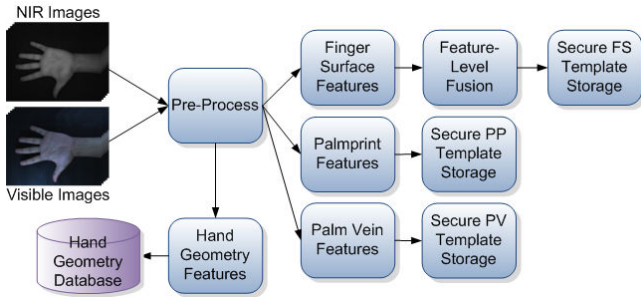 NIR Images
Visible Images
Pre-Process
Finger
Surface
Features
Feature-
Level
Fusion
Secure FS
Template
Storage
Palmprint
Features
Secure PP
Template
Storage
Palm Vein
Features
Secure PV
Template
Storage
Hand
Geometry
Features
Hand
Geometry
Database